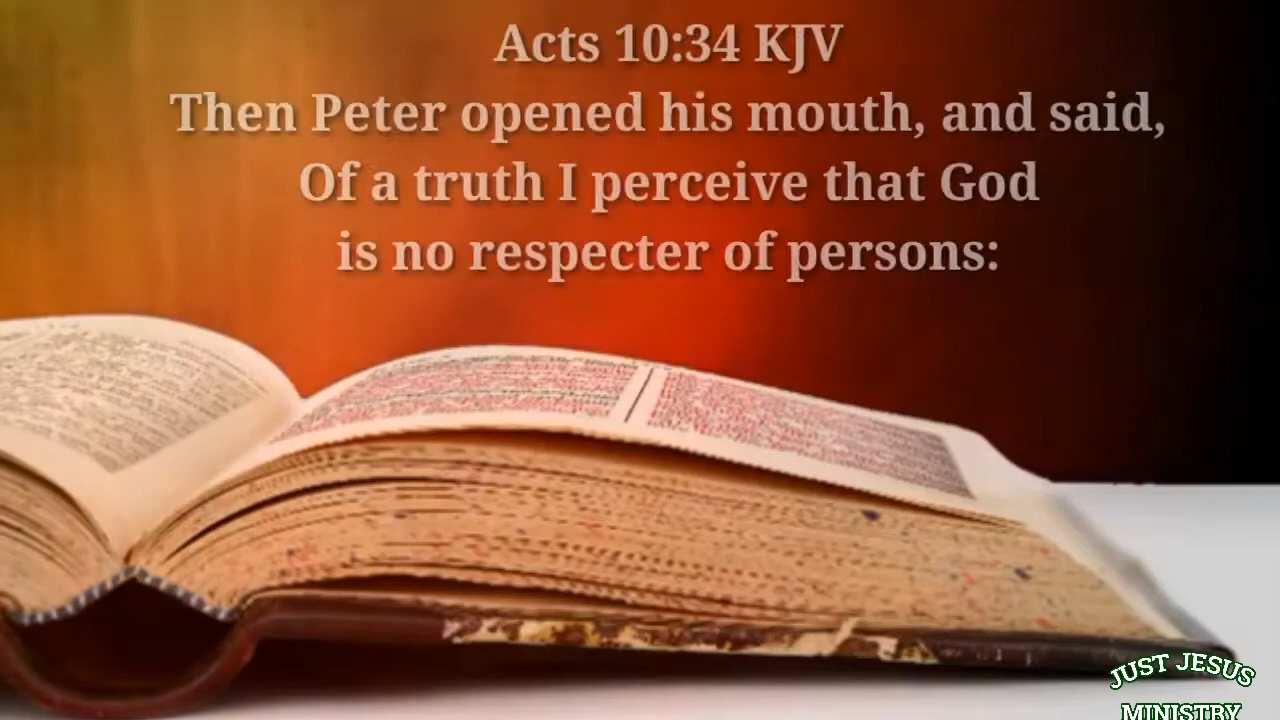 Acts 10:34 KJV
Then Peter opened his mouth, and said,
Of a truth I perceive that God
is no respecter of persons:
JUST JESUS
MINISTRY